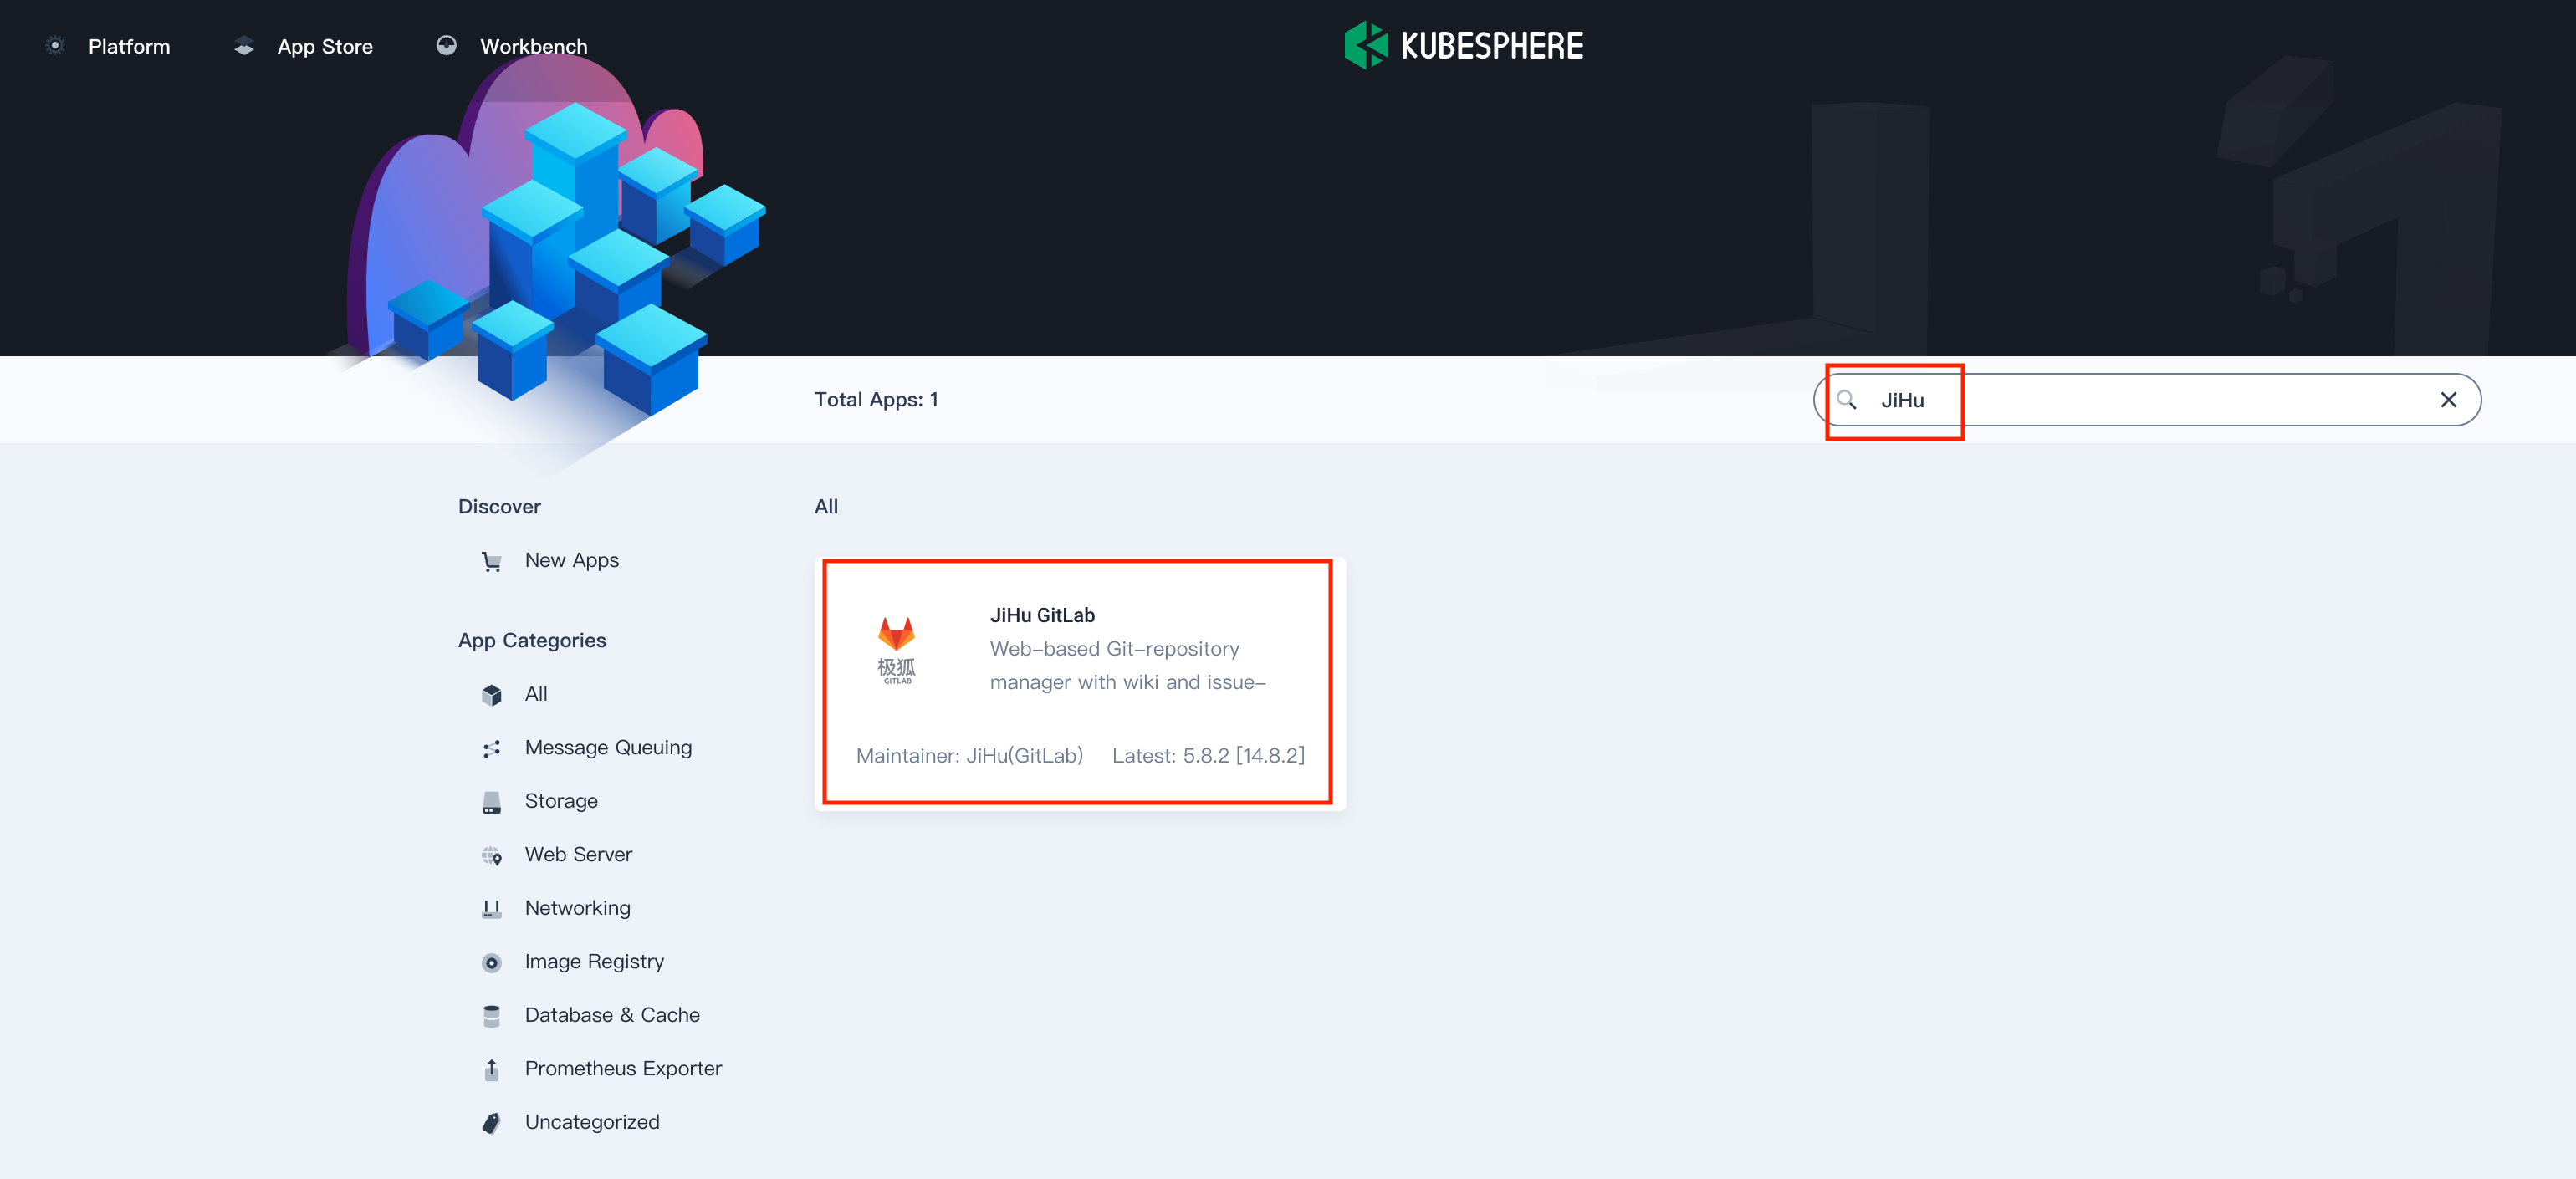 Platform
App Store
Workbench
KUBESPHERE
Total Apps: 1
JiHu
Discover
New Apps
App Categories
All
Message Queuing
Storage
Web Server
Networking
Image Registry
Database & Cache
Prometheus Exporter
Uncategorized
All
极狐
GITLAB
JiHu GitLab
Web-based Git-repository
manager with wiki and issue-
Maintainer: JiHu(GitLab)
Latest: 5.8.2 [14.8.2]